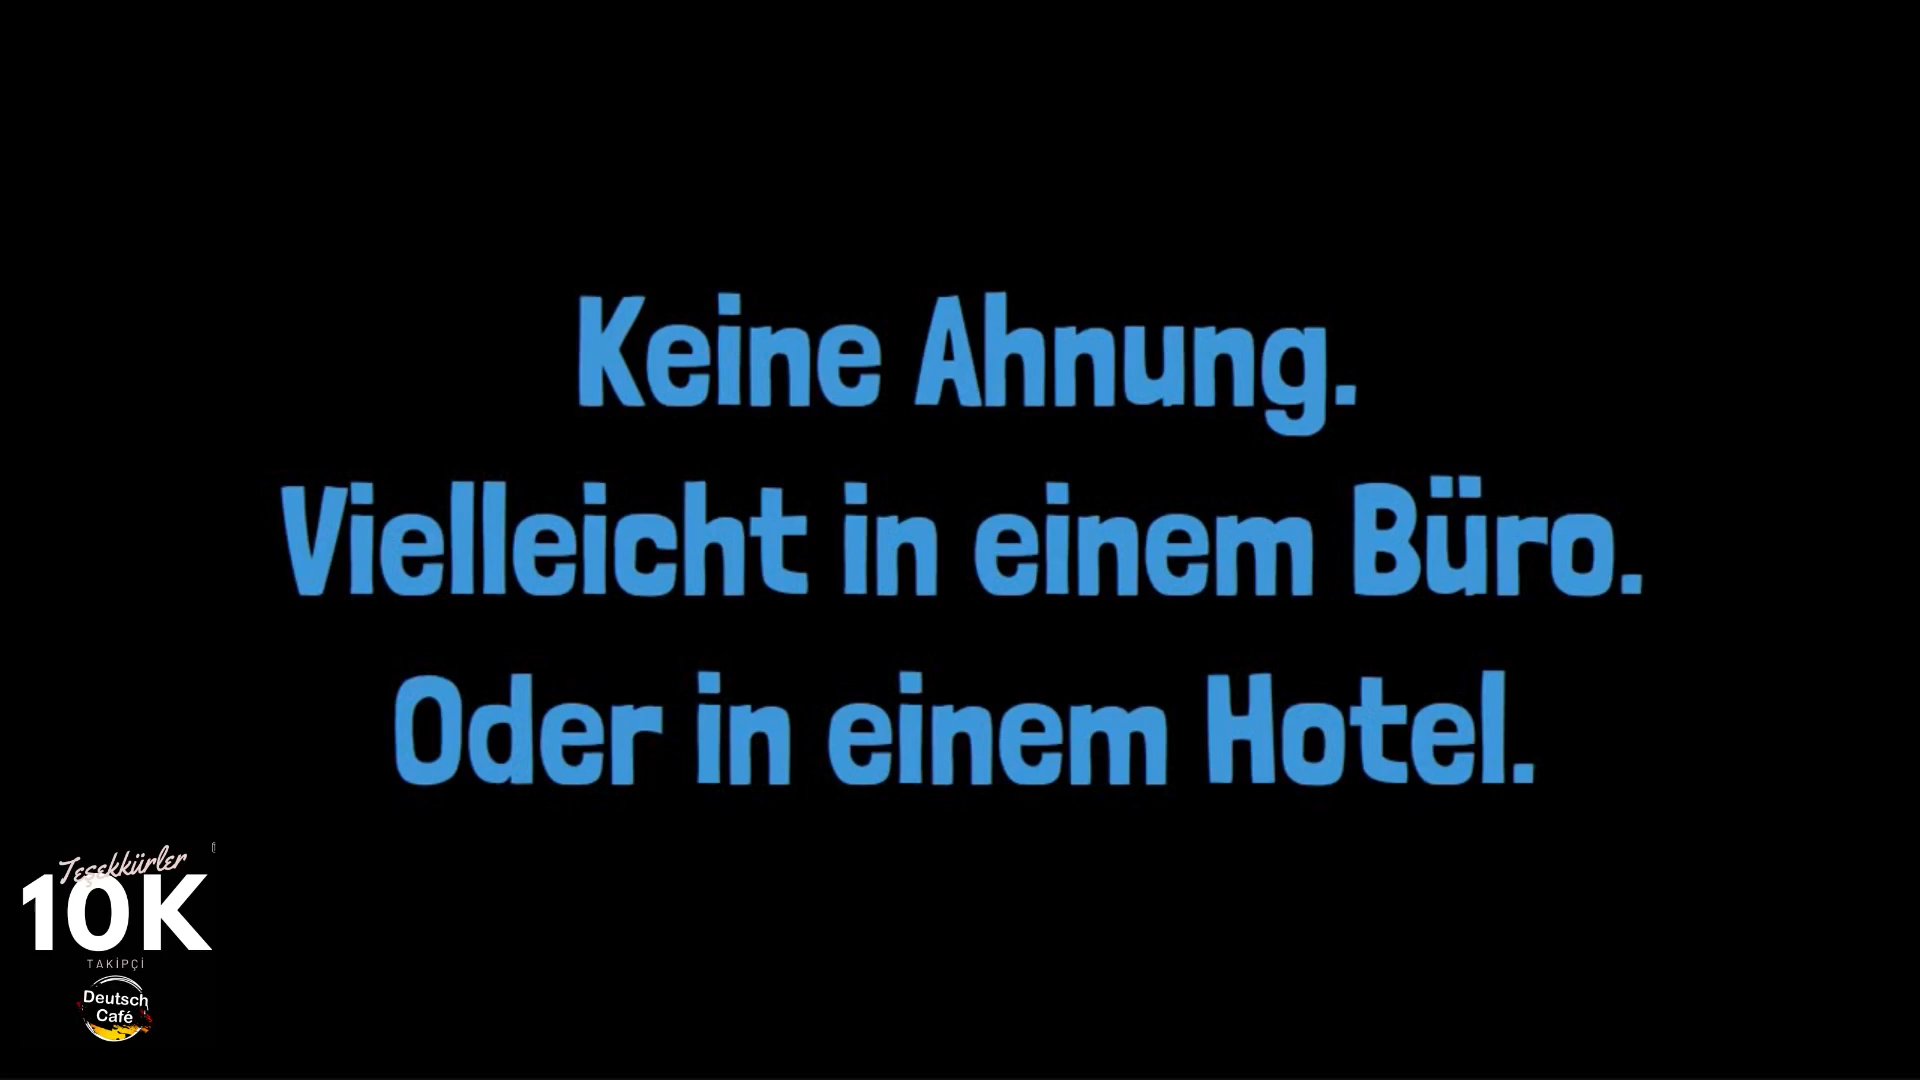 Keine Ahnung.
Vielleicht in einem Büro.
Oder in einem Hotel.
Teşekkürler
10K
TAKİPÇİ
Deutsch
Café